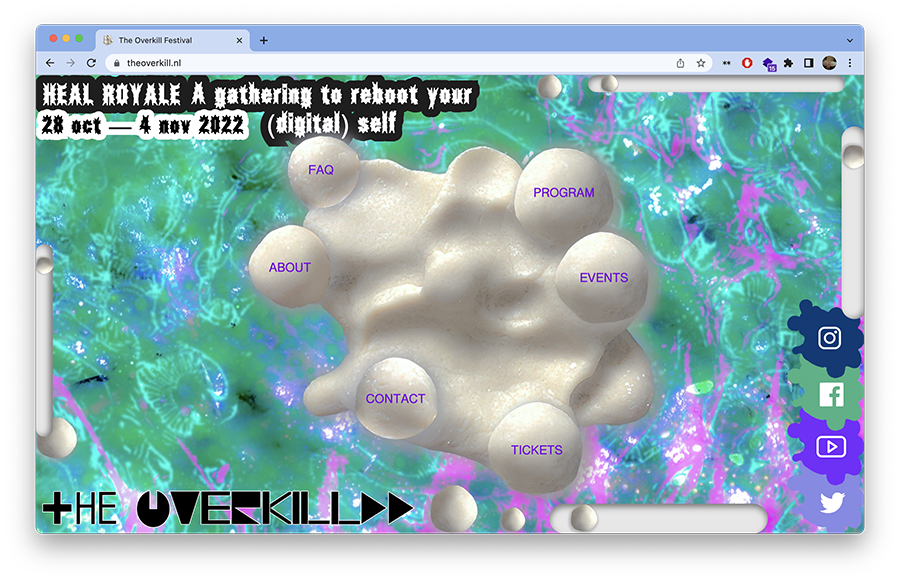 The Overkill Festival
theoverkill.nl
15
HEAL ROYALE A gathering to reboot your
28 oct — 4 nov 2022 (digital) self
FAQ
PROGRAM
ABOUT
EVENTS
CONTACT
TICKETS
THE OVERKILL